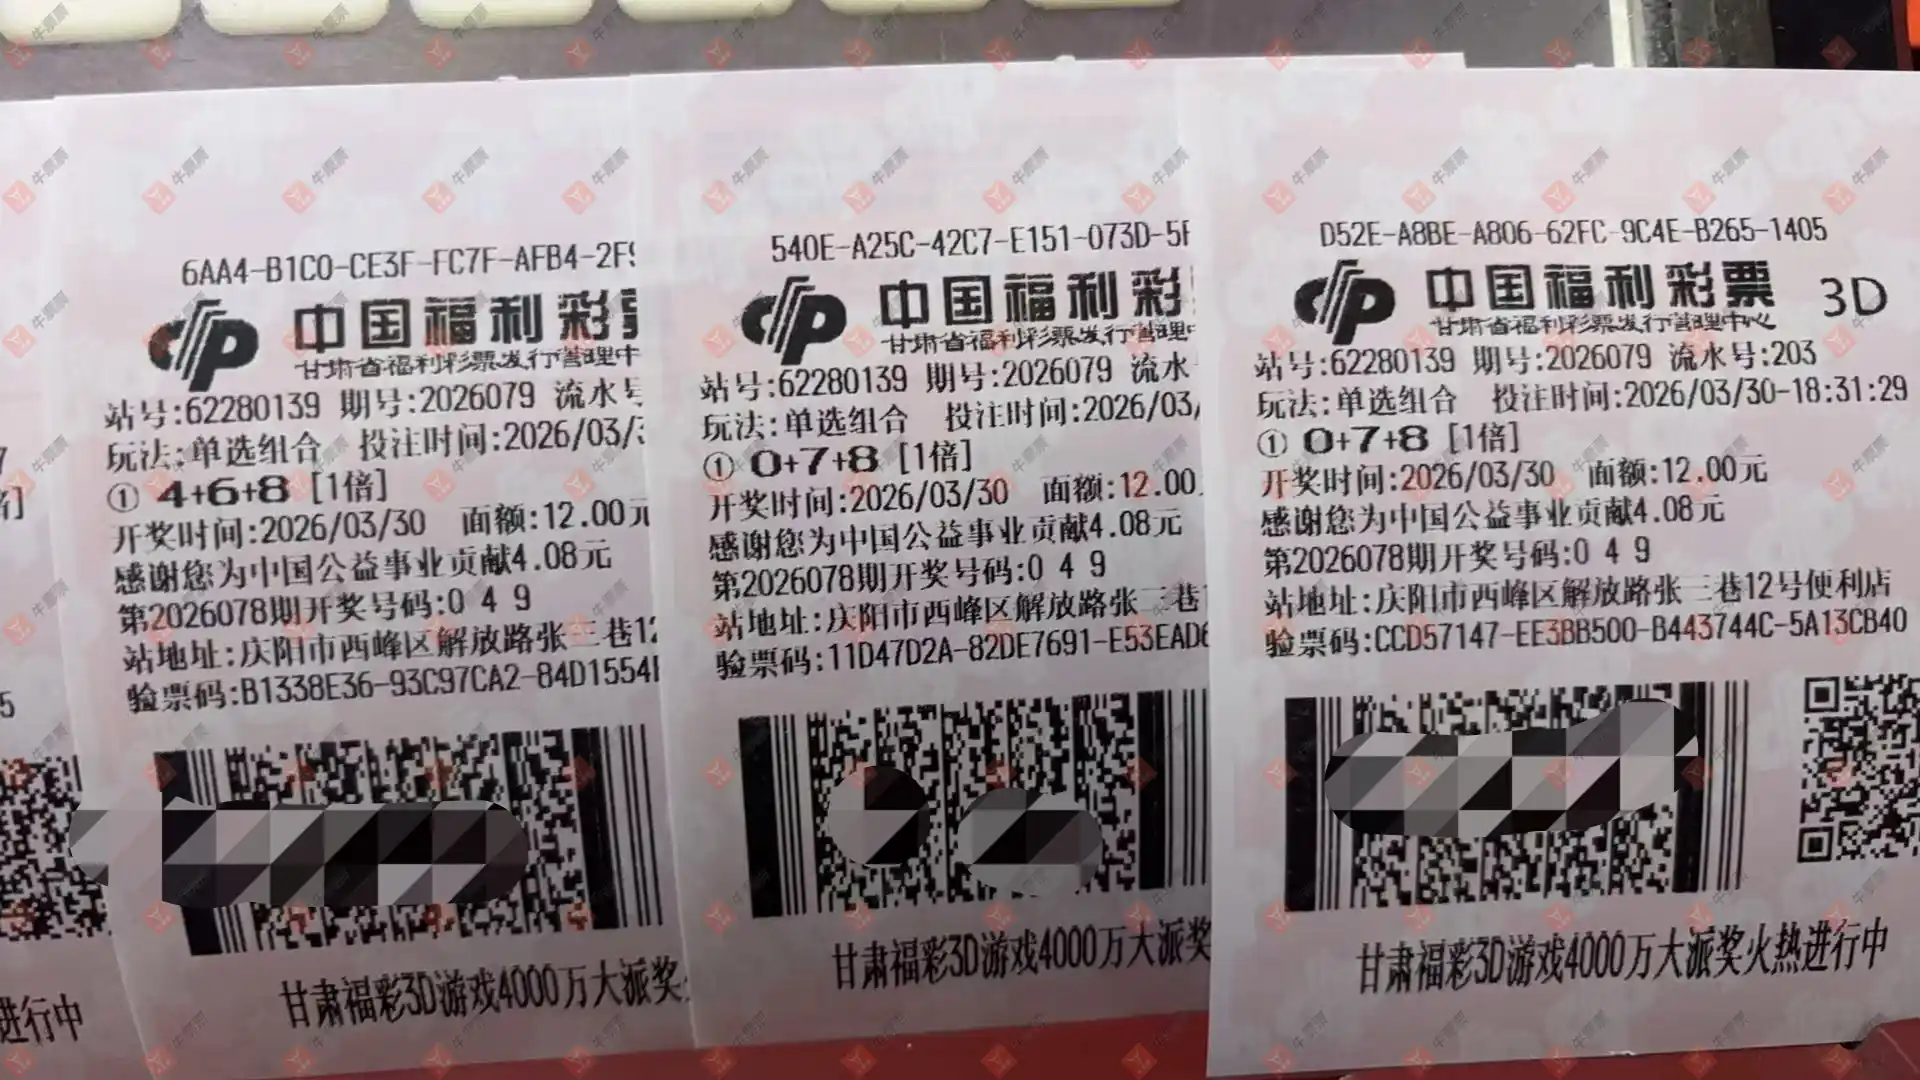 6AA4-B1C0-CE3F-FC7F-AFB4-2F9
中国福利彩票
甘肃省福利彩票发行管理中
站号:62280139 期号:2026079 流水号
玩法:单选组合 投注时间:2026/03/3
① 4+6+8 [1倍]
开奖时间:2026/03/30 面额:12.00元
感谢您为中国公益事业贡献4.08元
第2026078期开奖号码:0 4 9
站地址:庆阳市西峰区解放路张三巷12
验票码:B1338E36-93C97CA2-84D1554
甘肃福彩3D游戏4000万大派奖
540E-A25C-42C7-E151-073D-5F
中国福利彩
甘肃省福利彩票发行管理中
站号:62280139 期号:2026079 流水
玩法:单选组合 投注时间:2026/03/
① 0+7+8 [1倍]
开奖时间:2026/03/30 面额:12.00
感谢您为中国公益事业贡献4.08元
第2026078期开奖号码:0 4 9
站地址:庆阳市西峰区解放路张三巷
验票码:11D47D2A-82DE7691-E53EAD6
甘肃福彩3D游戏4000万大派奖
D52E-A8BE-A806-62FC-9C4E-B265-1405
中国福利彩票 3D
甘肃省福利彩票发行管理中心
站号:62280139 期号:2026079 流水号:203
玩法:单选组合 投注时间:2026/03/30-18:31:29
① 0+7+8 [1倍]
开奖时间:2026/03/30 面额:12.00元
感谢您为中国公益事业贡献4.08元
第2026078期开奖号码:0 4 9
站地址:庆阳市西峰区解放路张三巷12号便利店
验票码:CCD57147-EE3BB500-B443744C-5A13CB40
甘肃福彩3D游戏4000万大派奖火热进行中
7
倍]
5
进行中
牛票票